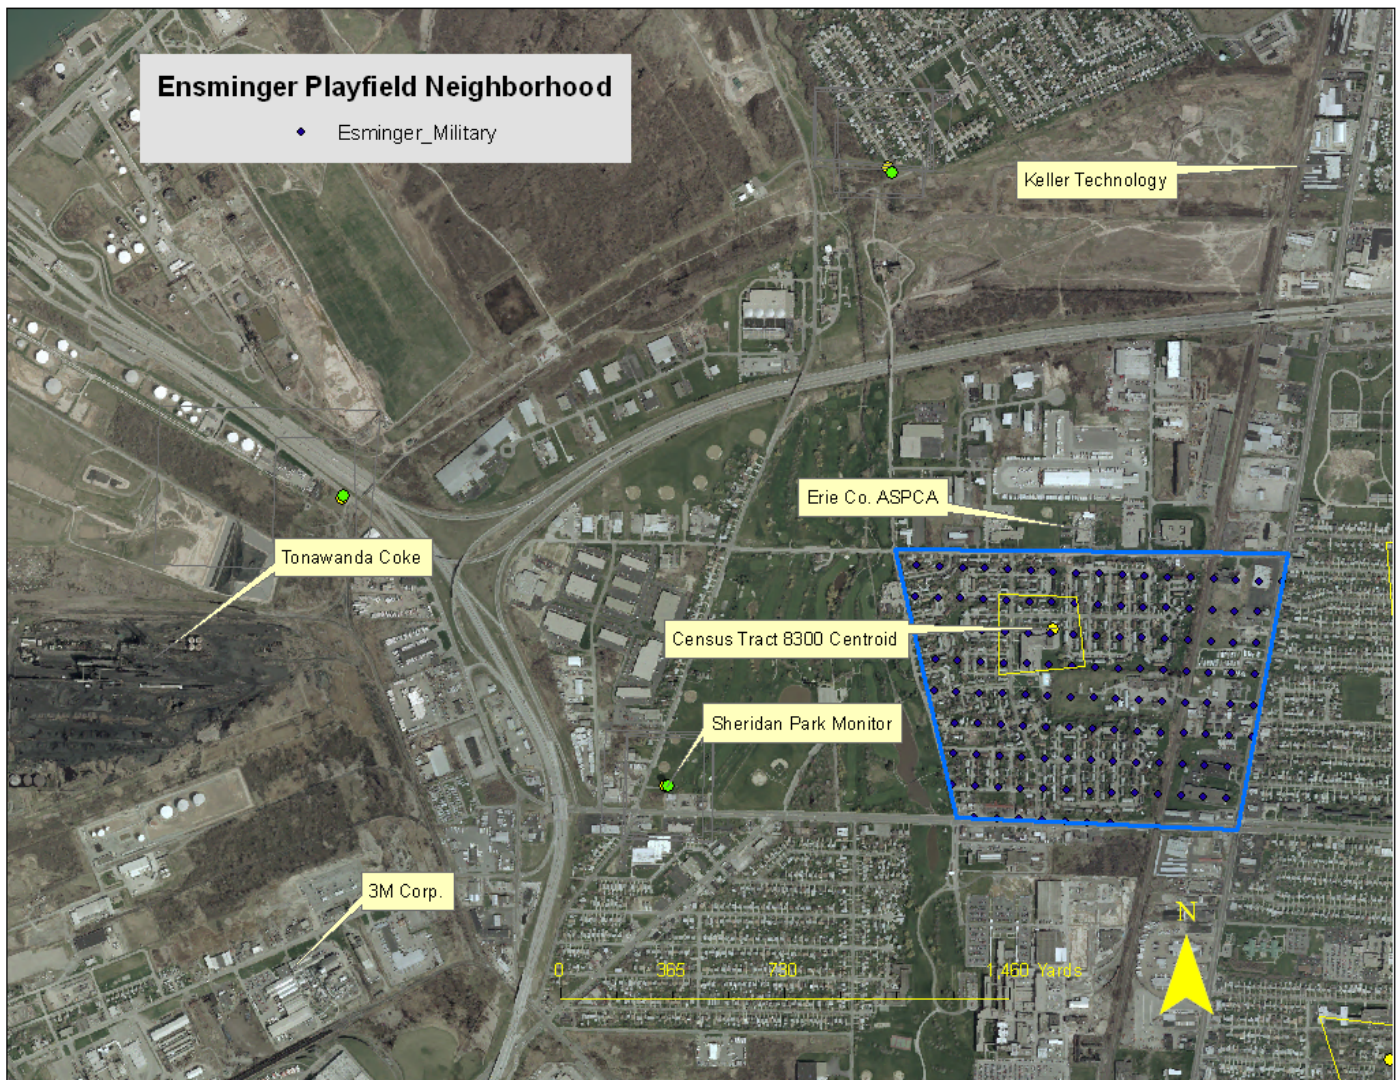 Ensminger Playfield Neighborhood
Esminger_Military
Keller Technology
Erie Co. ASPCA
Tonawanda Coke
Census Tract 8300 Centroid
Sheridan Park Monitor
3M Corp.
N
0 365 730 1,460 Yards